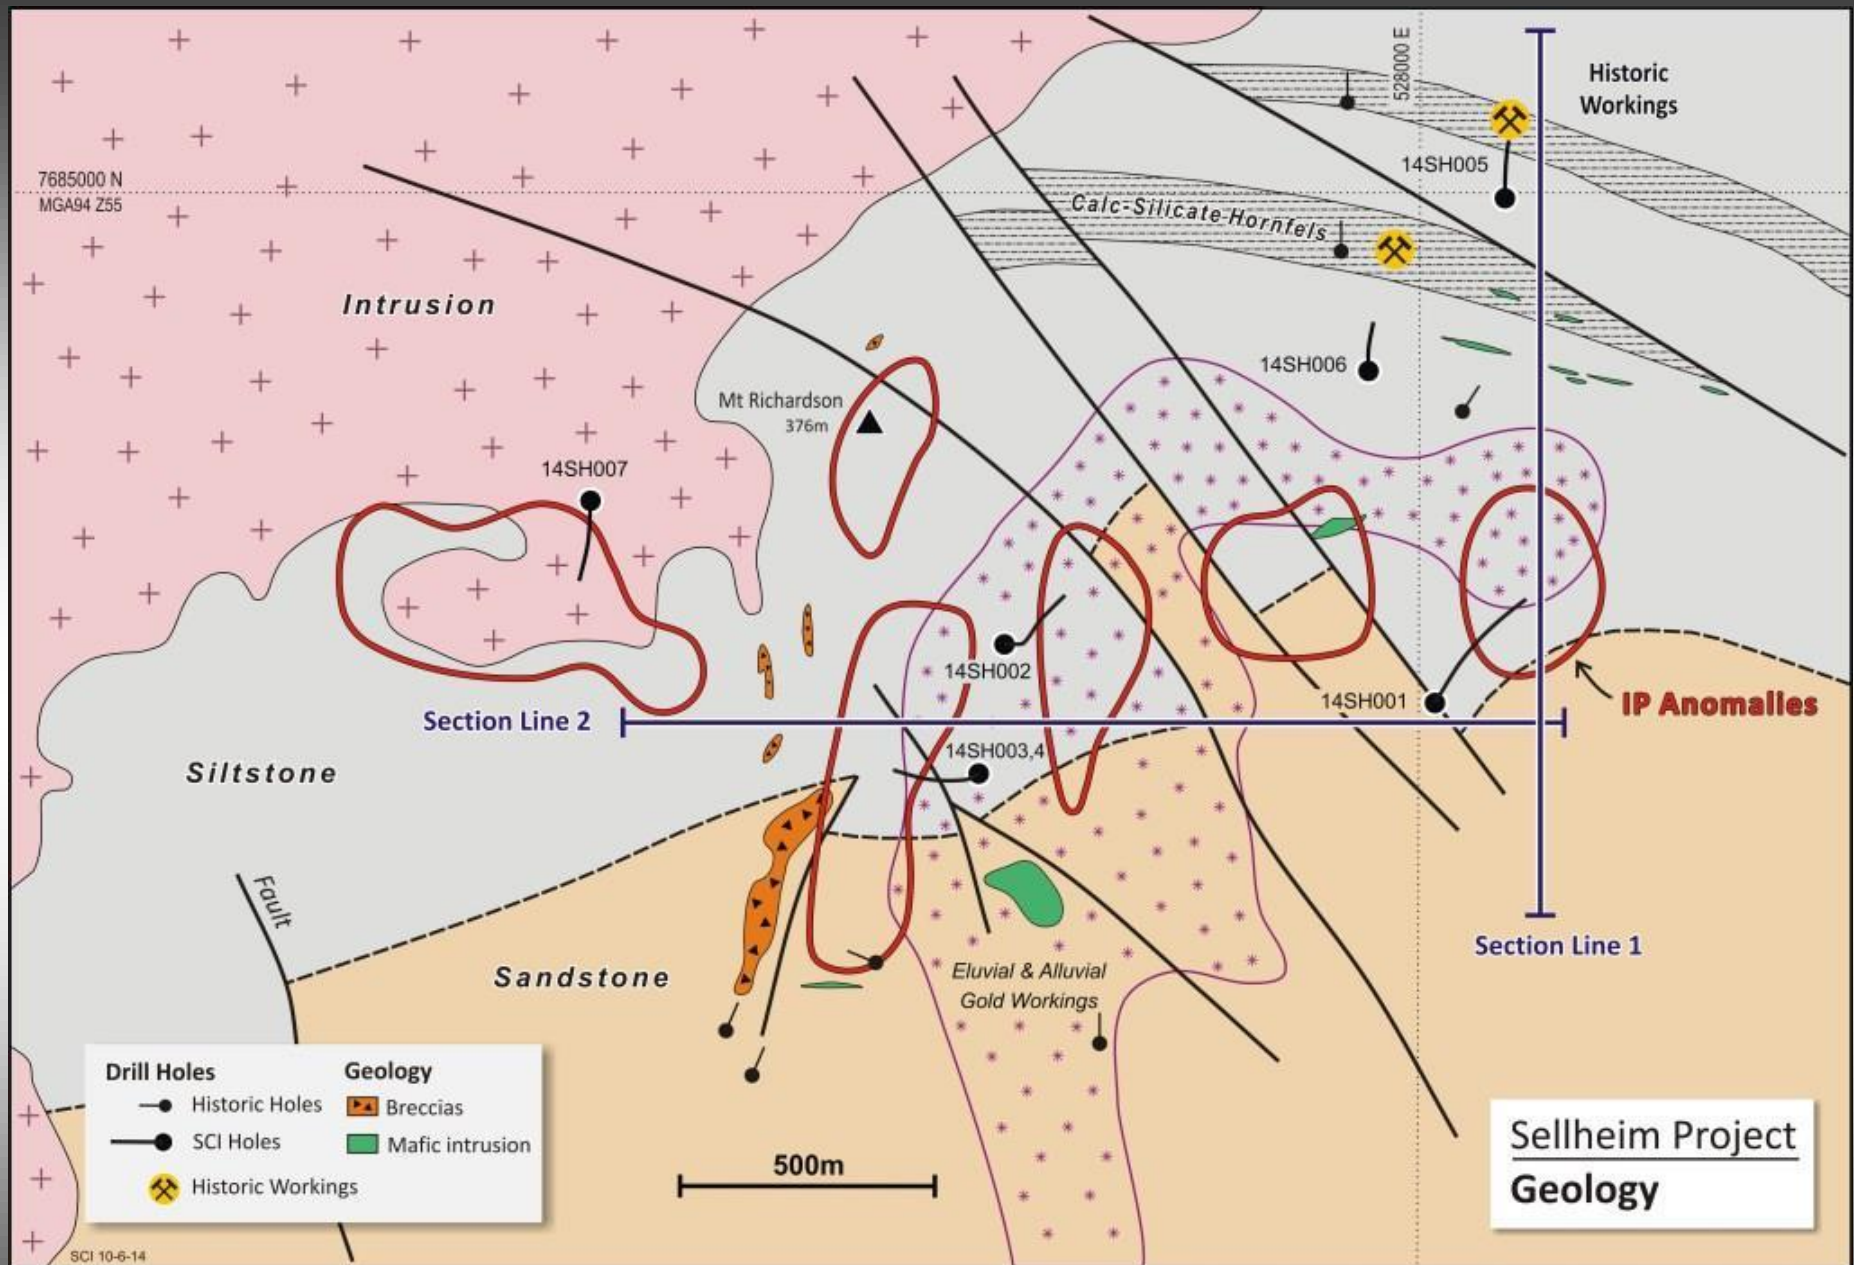 528000 E
Historic
Workings
14SH005
7685000 N
MGA94 Z55
Calc-Silicate-Hornfels
Intrusion
14SH006
Mt Richardson
376m
14SH007
14SH002
14SH001
IP Anomalies
Section Line 2
14SH003,4
Siltstone
Fault
Section Line 1
Sandstone
Eluvial & Alluvial
Gold Workings
Drill Holes
Historic Holes
SCI Holes
Historic Workings
Geology
Breccias
Mafic intrusion
500m
Sellheim Project
Geology
SCI 10-6-14